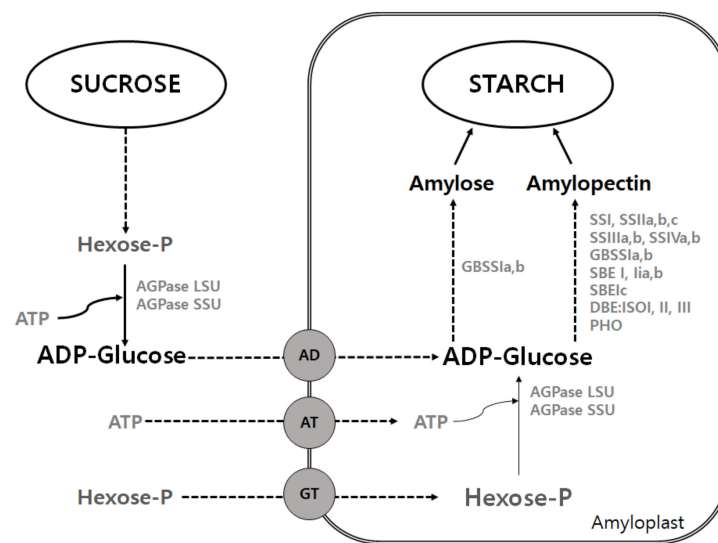 SUCROSE
STARCH
Amylose
Amylopectin
SSI, SSIIa,b,c
SSIIIa,b, SSIVa,b
GBSSIa,b
SBE I, Iia,b
SBEIc
DBE:ISOI, II, III
PHO
GBSSIa,b
Hexose-P
AGPase LSU
AGPase SSU
ATP
ADP-Glucose
AD
ADP-Glucose
AGPase LSU
AGPase SSU
ATP
AT
ATP
Hexose-P
GT
Hexose-P
Amyloplast